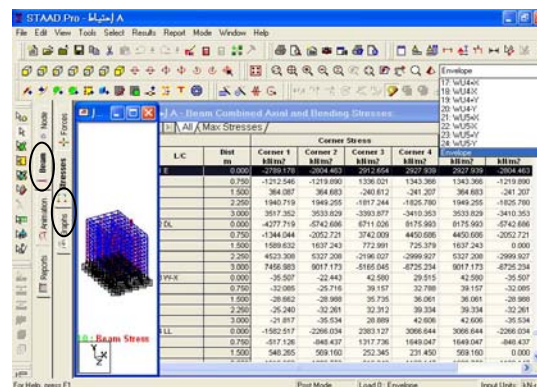 STAAD.Pro - احتياط A
File Edit View Tools Select Results Report Mode Window Help
Envelope
17: WU4+X
18: WU4-X
19: WU4+Y
20: WU4-Y
21: WU5+X
22: WU5-X
23: WU5+Y
24: WU5-Y
Envelope
J...
A - Beam Combined Axial and Bending Stresses
All / Max Stresses /
Node
Beam
Animation
Reports
Forces
Stresses
Graphs
Corner Stress
L/C Dist m Corner 1 kN/m2 Corner 2 kN/m2 Corner 3 kN/m2 Corner 4 kN/m2 kN/m2 kN/m2
E 0.000 -2789.178 -2804.463 2912.654 2927.939 2927.939 -2804.463
0.750 -1212.546 -1219.890 1336.021 1343.366 1343.366 -1219.890
1.500 364.087 364.683 -240.612 -241.207 364.683 -241.207
2.250 1940.719 1949.255 -1817.244 -1825.780 1949.255 -1825.780
3.000 3517.352 3533.829 -3393.877 -3410.353 3533.829 -3410.353
DL 0.000 -4277.719 -5742.686 6711.026 8175.993 8175.993 -5742.686
0.750 -1344.044 -2052.721 3742.009 4450.686 4450.686 -2052.721
1.500 1589.632 1637.243 772.991 725.379 1637.243 0.000
2.250 4523.308 5327.208 -2196.027 -2999.927 5327.208 -2999.927
3.000 7456.983 9017.173 -5165.045 -6725.234 9017.173 -6725.234
W-X 0.000 -35.507 -22.443 42.580 29.515 42.580 -35.507
0.750 -32.085 -25.716 39.157 32.788 39.157 -32.085
1.500 -28.662 -28.988 35.735 36.061 36.061 -28.988
2.250 -25.240 -32.261 32.312 39.334 39.334 -32.261
3.000 -21.817 -35.534 28.889 42.606 42.606 -35.534
LL 0.000 -1582.517 -2266.034 2383.127 3066.644 3066.644 -2266.034
0.750 -517.126 -848.437 1317.736 1649.047 1649.047 -848.437
1.500 548.265 569.160 252.345 231.450 569.160 0.000
Beam Stress
Y
X
Z
For Help, press F1 Post Mode Load 0 : Envelope Input Units: kN-